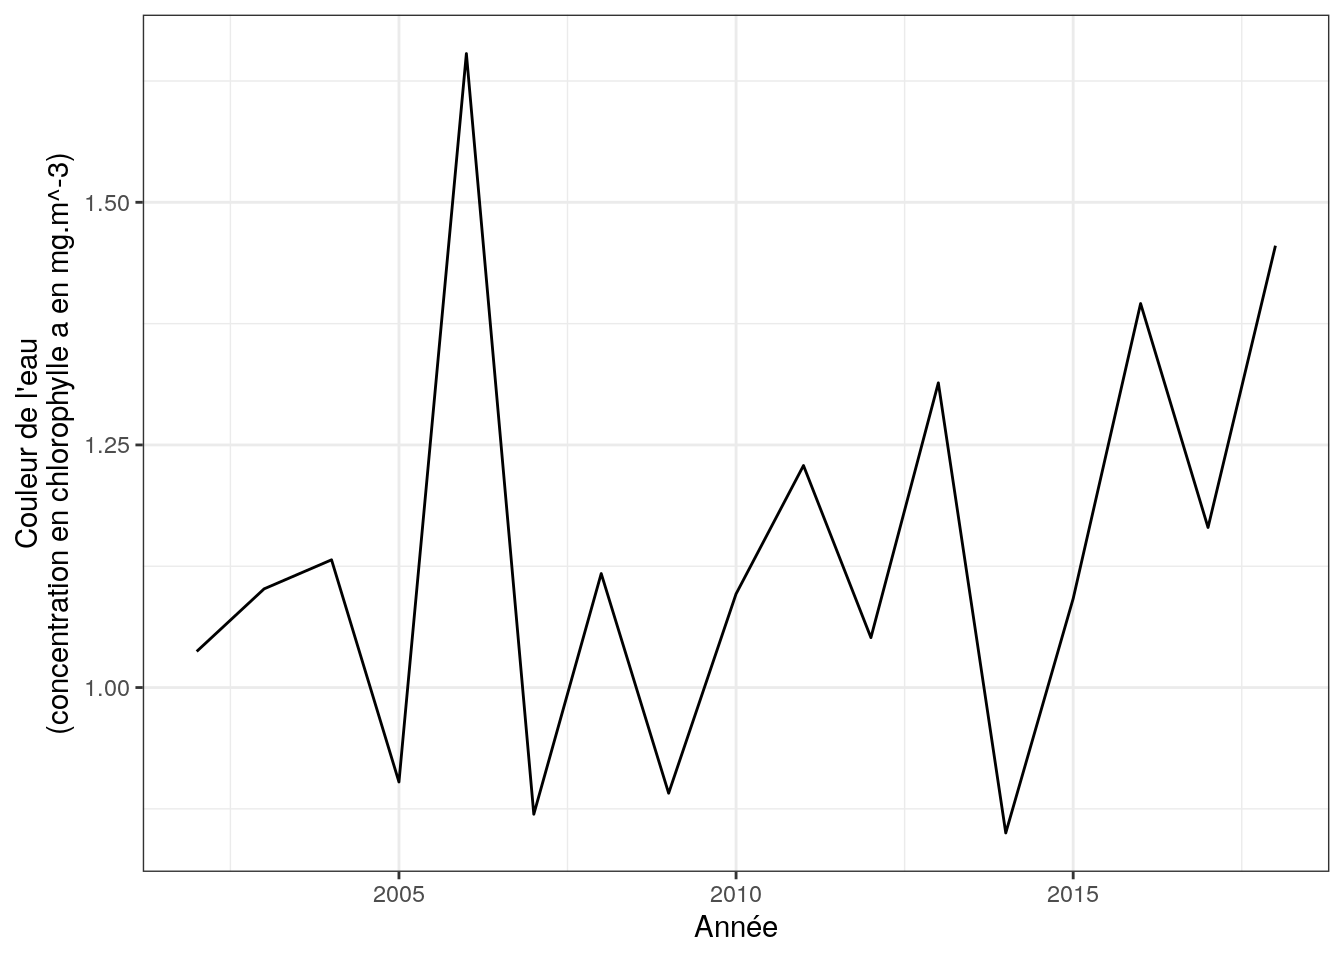 Couleur de l'eau
(concentration en chlorophylle a en mg.m^-3)
1.50
1.25
1.00
2005
2010
2015
Année